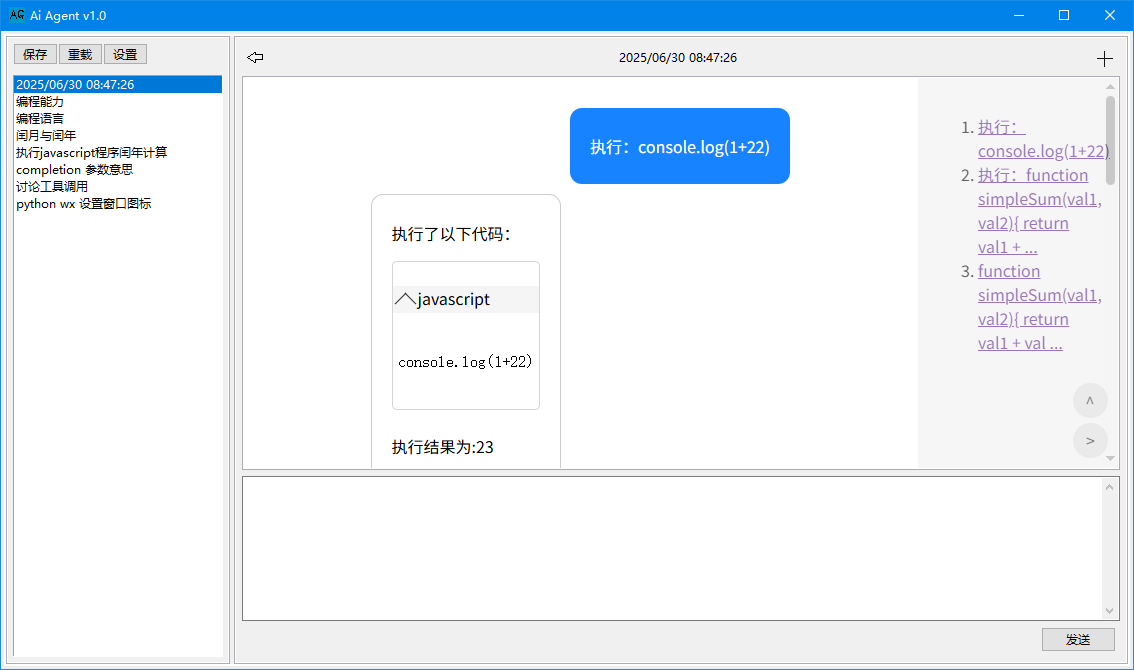 AG Ai Agent v1.0
保存 重载 设置
2025/06/30 08:47:26
编程能力
编程语言
闰月与闰年
执行javascript程序闰年计算
completion 参数意思
讨论工具调用
python wx 设置窗口图标
2025/06/30 08:47:26
执行：console.log(1+22)
执行了以下代码：
javascript
console.log(1+22)
执行结果为:23
1. 执行：
console.log(1+22)
2. 执行：function
simpleSum(val1,
val2){ return
val1 + ...
3. function
simpleSum(val1,
val2){ return
val1 + val ...
^
>
发送